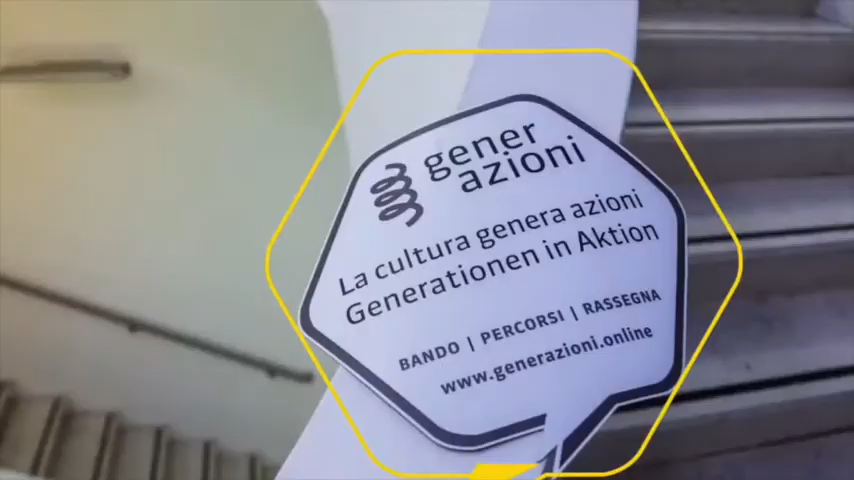 gener
azioni
La cultura genera azioni
Generationen in Aktion
BANDO | PERCORSI | RASSEGNA
www.generazioni.online